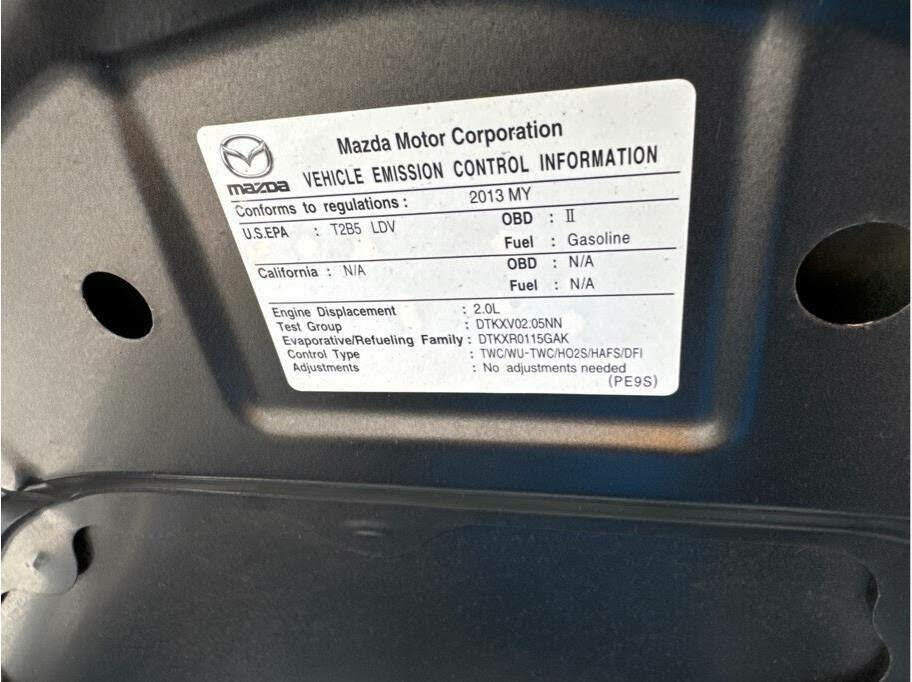 Mazda Motor Corporation
mazda VEHICLE EMISSION CONTROL INFORMATION
Conforms to regulations : 2013 MY
U.S.EPA : T2B5 LDV OBD : II
Fuel : Gasoline
California : N/A OBD : N/A
Fuel : N/A
Engine Displacement : 2.0L
Test Group : DTKXV02.05NN
Evaporative/Refueling Family : DTKXR0115GAK
Control Type : TWC/WU-TWC/HO2S/HAFS/DFI
Adjustments : No adjustments needed
(PE9S)